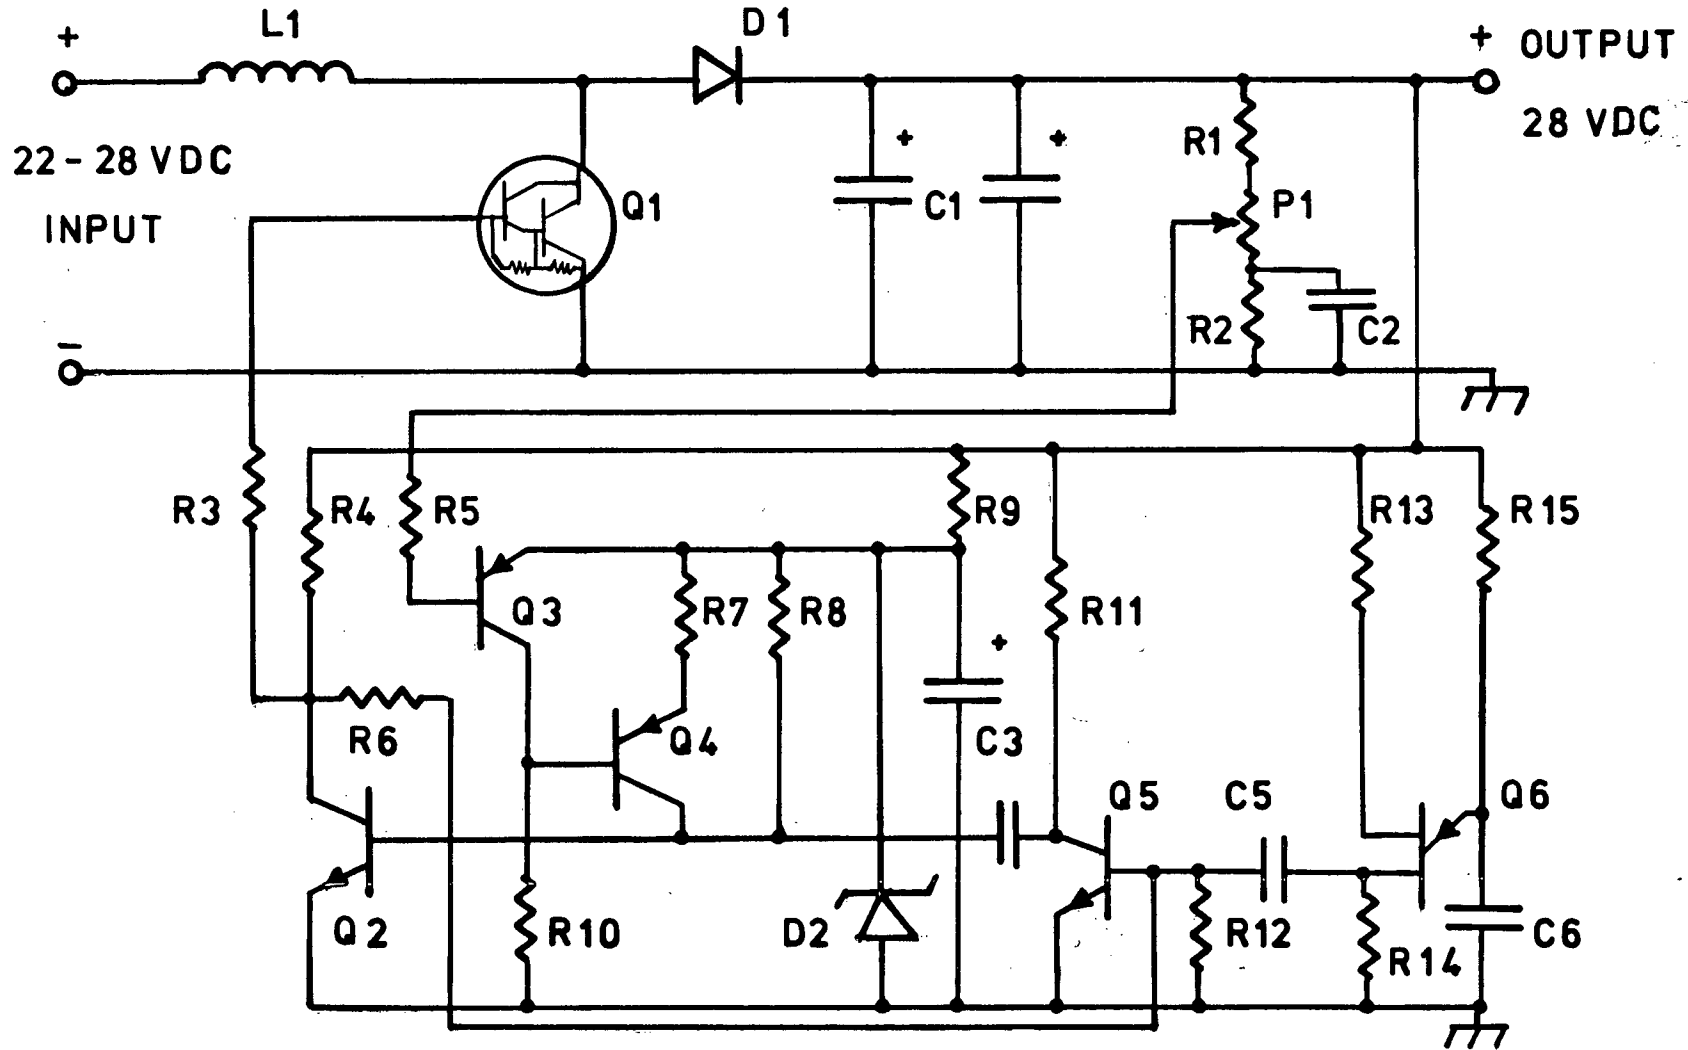 L1
D1
+
+
OUTPUT
28 VDC
22-28 VDC
INPUT
Q1
+
C1
+
R1
P1
R2
C2
−
R3
R4
R5
R9
R13
R15
Q3
R7
R8
R11
+
R6
Q4
C3
Q5
C5
Q6
Q2
R10
D2
R12
R14
C6